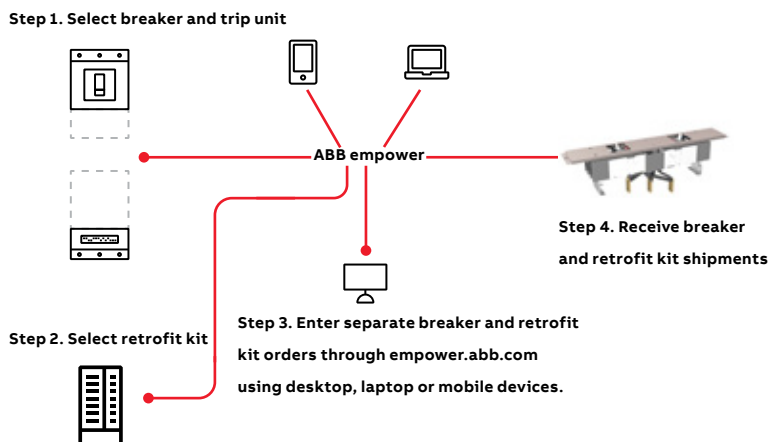 Step 1. Select breaker and trip unit
ABB empower
Step 4. Receive breaker
and retrofit kit shipments
Step 2. Select retrofit kit
Step 3. Enter separate breaker and retrofit
kit orders through empower.abb.com
using desktop, laptop or mobile devices.